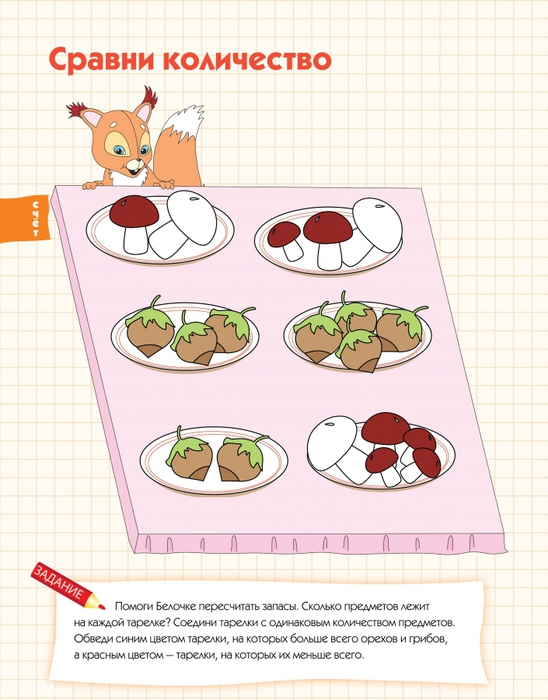 Сравни количество
счёт
ЗАДАНИЕ
Помоги Белочке пересчитать запасы. Сколько предметов лежит
на каждой тарелке? Соедини тарелки с одинаковым количеством предметов.
Обведи синим цветом тарелки, на которых больше всего орехов и грибов,
а красным цветом — тарелки, на которых их меньше всего.